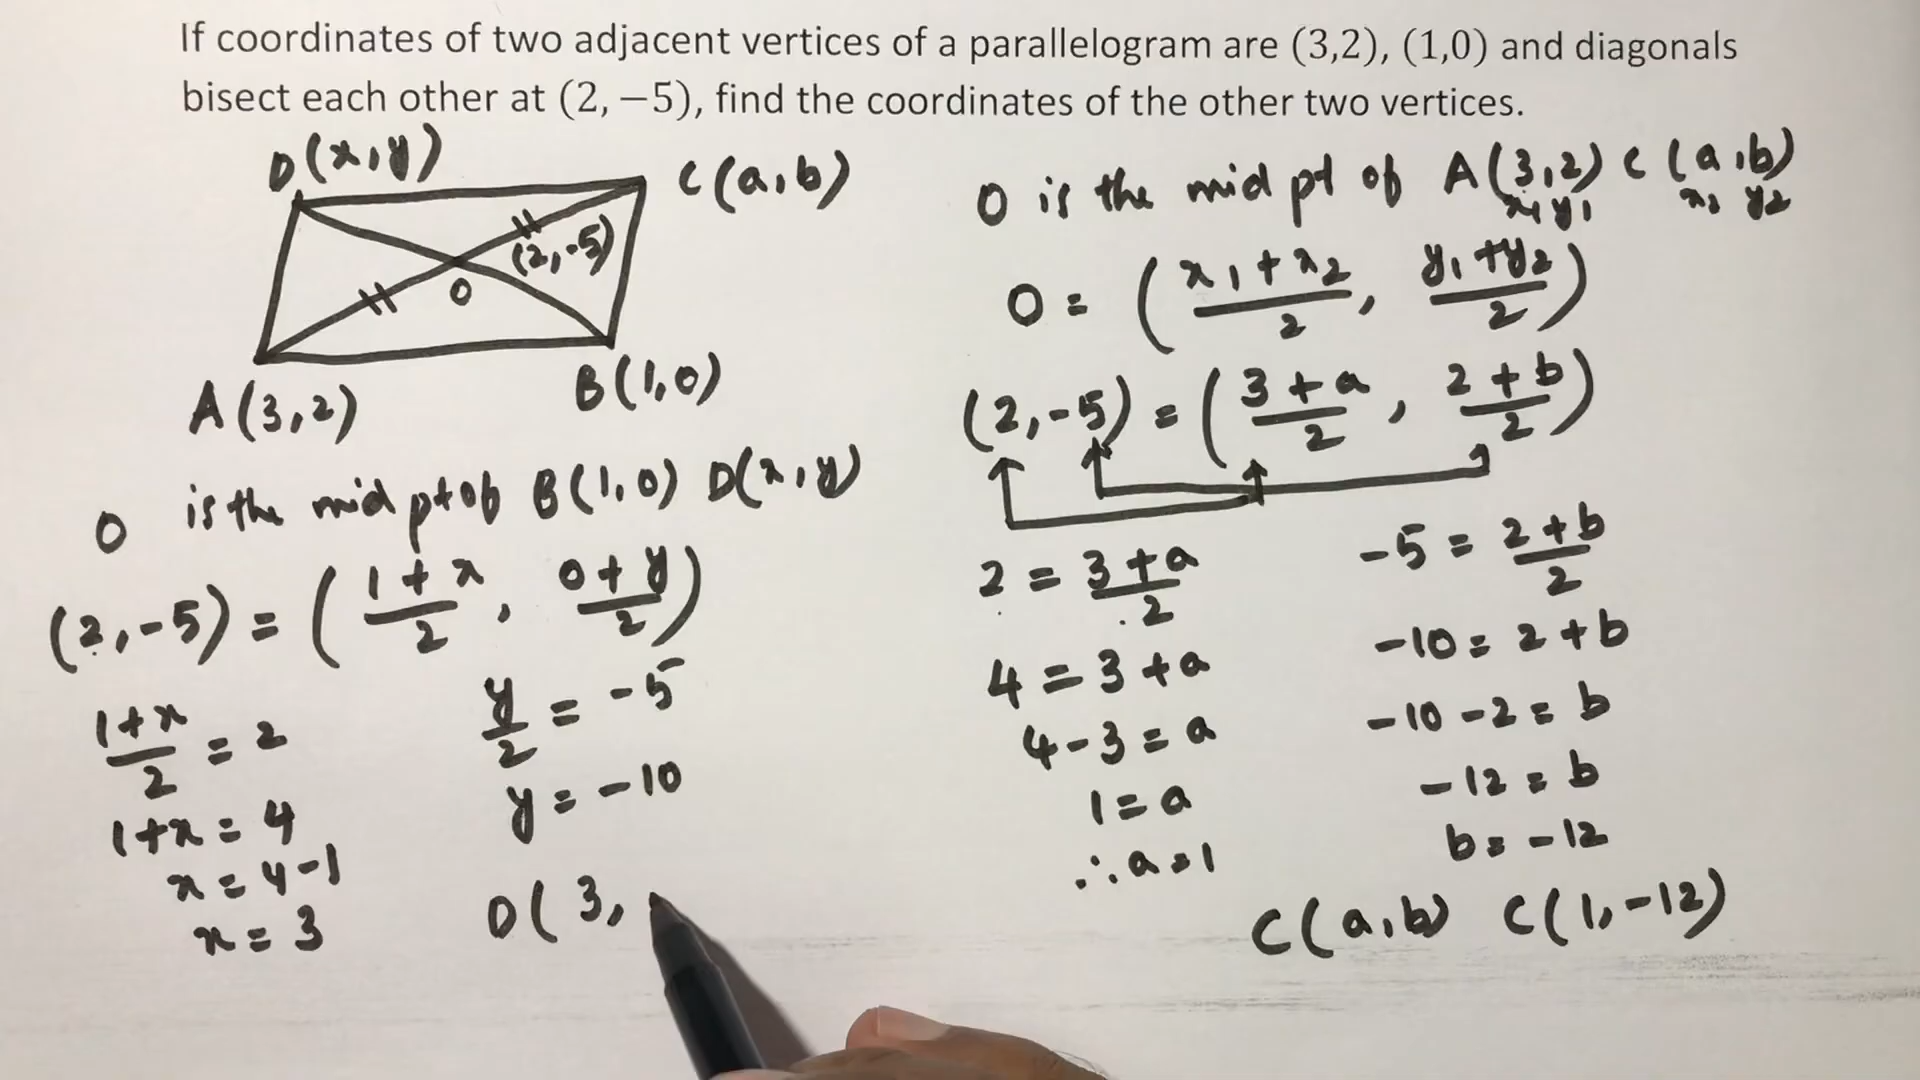 If coordinates of two adjacent vertices of a parallelogram are (3,2), (1,0) and diagonals
bisect each other at (2, −5), find the coordinates of the other two vertices.
D(x,y)
C(a,b)
(2,-5)
O
A(3,2)
B(1,0)
O is the mid pt of B(1,0) D(x,y)
(2,-5) = (1+x/2, 0+y/2)
1+x/2 = 2
1+x = 4
x = 4-1
x = 3
y/2 = -5
y = -10
D(3,
O is the mid pt of A(3,2) C(a,b)
x1 y1 x2 y2
O = (x1+x2/2, y1+y2/2)
(2,-5) = (3+a/2, 2+b/2)
2 = 3+a/2
4 = 3+a
4-3 = a
1 = a
∴ a=1
-5 = 2+b/2
-10 = 2+b
-10-2 = b
-12 = b
b = -12
C(a,b) C(1,-12)